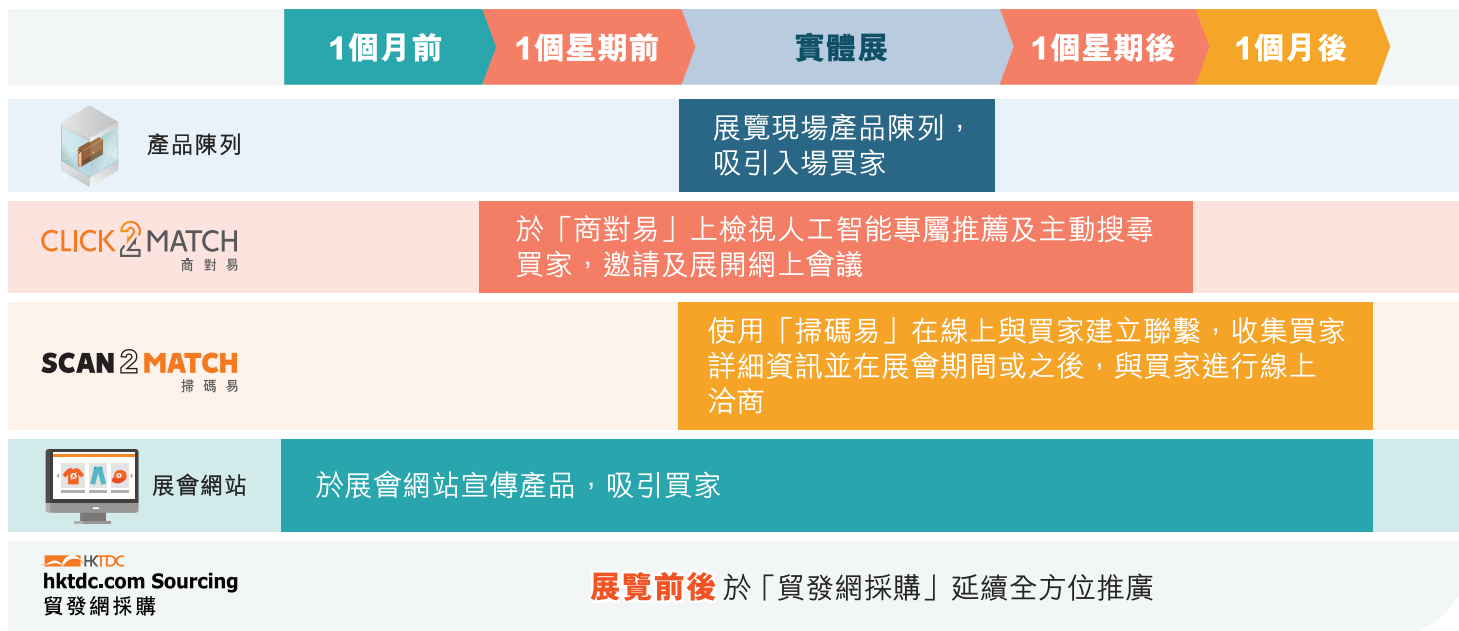 1個月前
1個星期前
實體展
1個星期後
1個月後
產品陳列
展覽現場產品陳列，
吸引入場買家
CLICK2MATCH
商對易
於「商對易」上檢視人工智能專屬推薦及主動搜尋
買家，邀請及展開網上會議
SCAN2MATCH
掃碼易
使用「掃碼易」在線上與買家建立聯繫，收集買家
詳細資訊並在展會期間或之後，與買家進行線上
洽商
展會網站
於展會網站宣傳產品，吸引買家
HKTDC
hktdc.com Sourcing
貿發網採購
展覽前後於「貿發網採購」延續全方位推廣